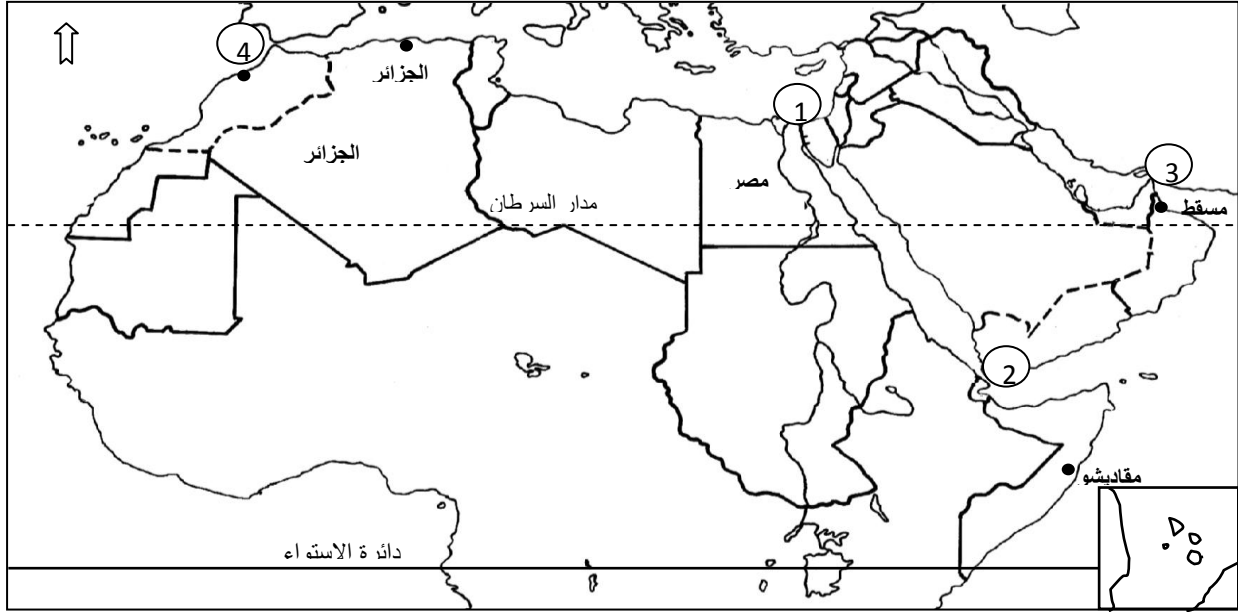 4
الجزائر
الجزائر
1
مصر
3
مسقط
مدار السرطان
2
مقاديشو
دائرة الاستواء